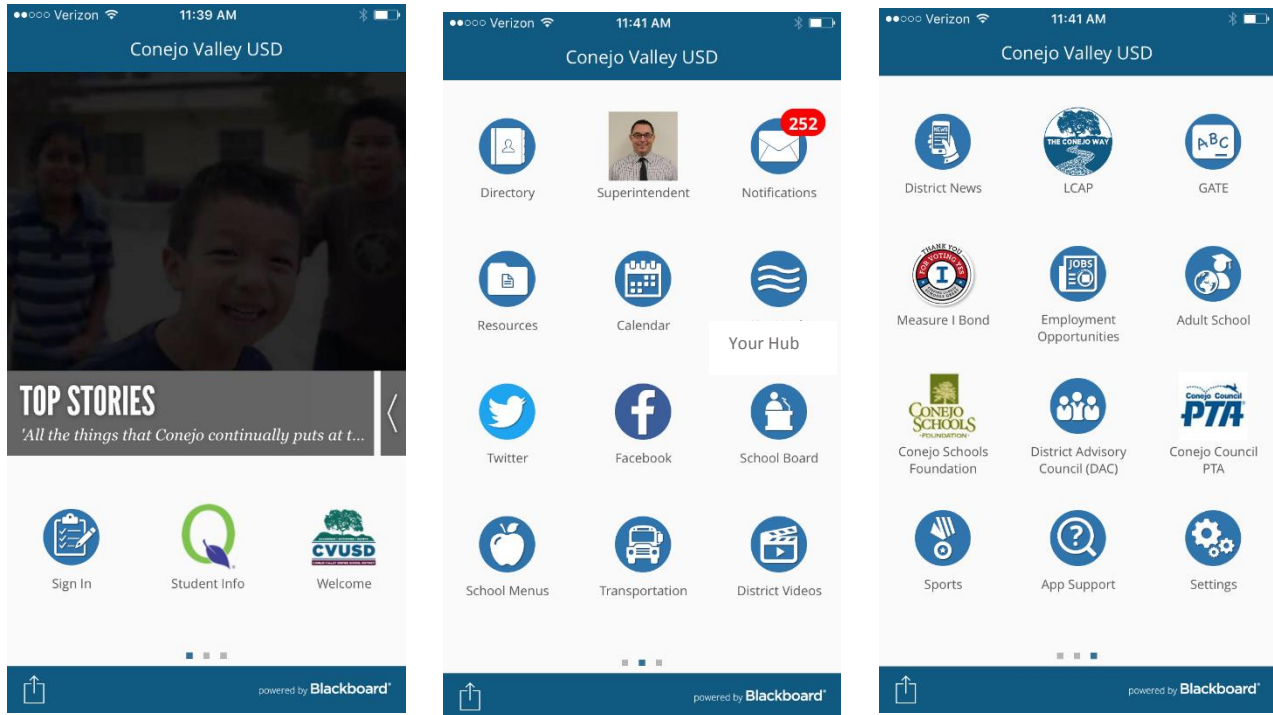 ●●○○○ Verizon 11:39 AM
Conejo Valley USD
TOP STORIES
'All the things that Conejo continually puts at t...
CVUSD
Sign In Student Info Welcome
powered by Blackboard
●●○○○ Verizon 11:41 AM
Conejo Valley USD
252
Directory Superintendent Notifications
Resources Calendar
Your Hub
Twitter Facebook School Board
School Menus Transportation District Videos
powered by Blackboard
●●○○○ Verizon 11:41 AM
Conejo Valley USD
NEWS
THE CONEJO WAY
ABC
District News LCAP GATE
THANK YOU
FOR VOTING YES
I
JOBS
Measure I Bond Employment Adult School
Opportunities
CONEJO
SCHOOLS
·FOUNDATION·
Conejo Council
PTA
Conejo Schools District Advisory Conejo Council
Foundation Council (DAC) PTA
Sports App Support Settings
powered by Blackboard